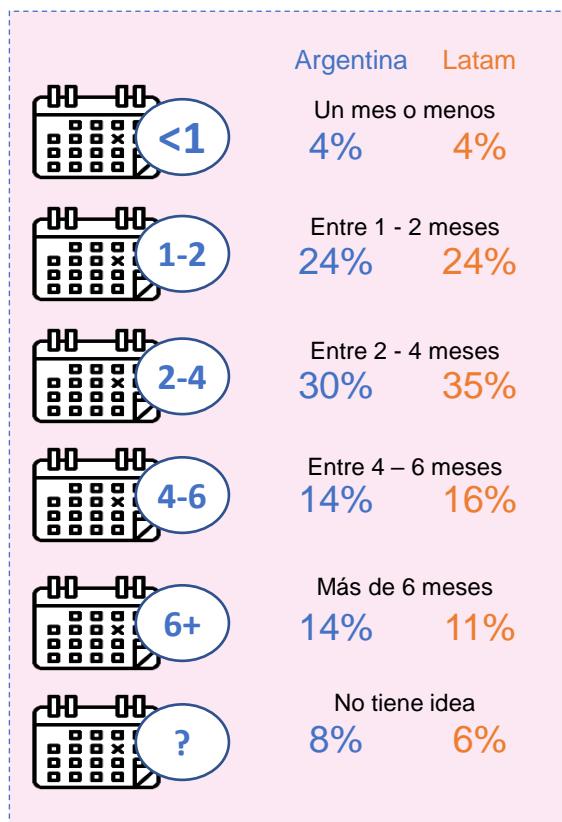 Argentina Latam
<1
Un mes o menos
4% 4%
1-2
Entre 1 - 2 meses
24% 24%
2-4
Entre 2 - 4 meses
30% 35%
4-6
Entre 4 – 6 meses
14% 16%
6+
Más de 6 meses
14% 11%
?
No tiene idea
8% 6%